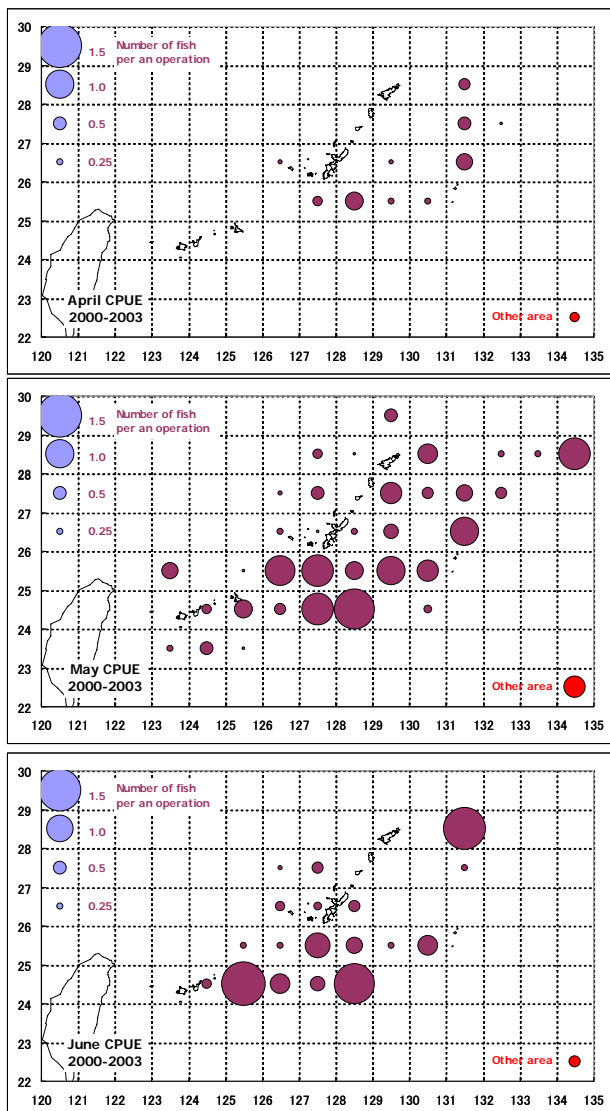 30
1.5 Number of fish
per an operation
29
1.0
28
0.5
27
0.25
26
25
24
23
April CPUE
2000-2003
Other area
22
120 121 122 123 124 125 126 127 128 129 130 131 132 133 134 135
30
1.5 Number of fish
per an operation
29
1.0
28
0.5
27
0.25
26
25
24
23
May CPUE
2000-2003
Other area
22
120 121 122 123 124 125 126 127 128 129 130 131 132 133 134 135
30
1.5 Number of fish
per an operation
29
1.0
28
0.5
27
0.25
26
25
24
23
June CPUE
2000-2003
Other area
22
120 121 122 123 124 125 126 127 128 129 130 131 132 133 134 135